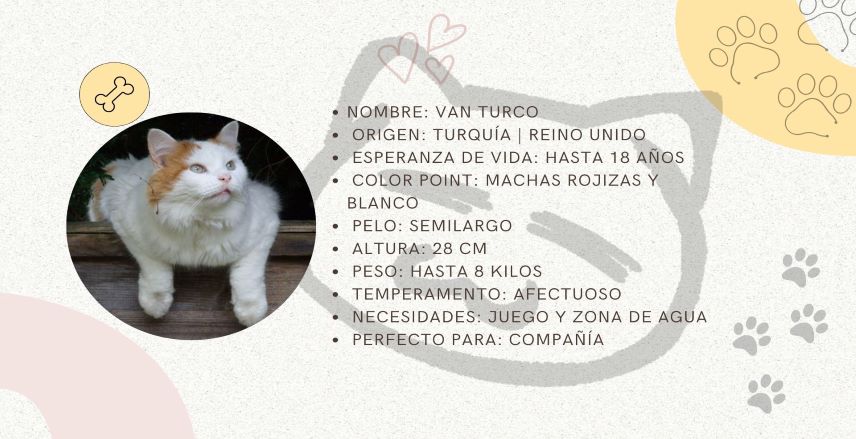 NOMBRE: VAN TURCO
ORIGEN: TURQUÍA | REINO UNIDO
ESPERANZA DE VIDA: HASTA 18 AÑOS
COLOR POINT: MACHAS ROJIZAS Y
BLANCO
PELO: SEMILARGO
ALTURA: 28 CM
PESO: HASTA 8 KILOS
TEMPERAMENTO: AFECTUOSO
NECESIDADES: JUEGO Y ZONA DE AGUA
PERFECTO PARA: COMPAÑÍA